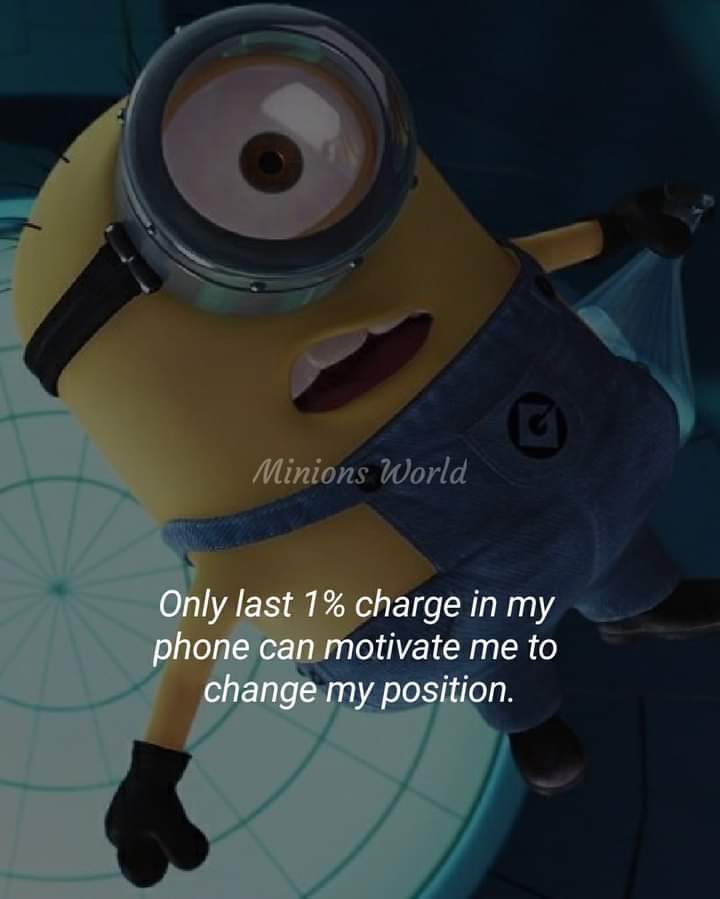 Minions World
Only last 1% charge in my
phone can motivate me to
change my position.